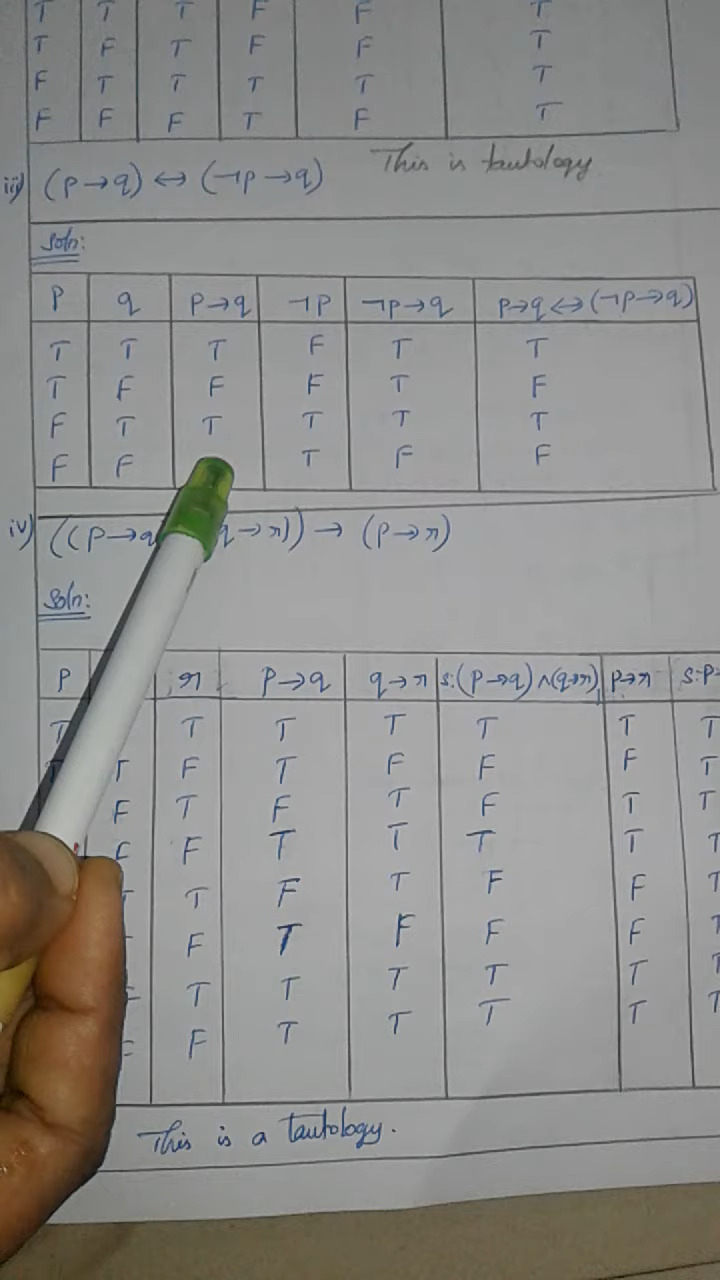 T T T F F T
T F T F F T
F T T T T T
F F F T F T
This is tautology
iii) (p→q) ↔ (¬p→q)
Soln:
p q p→q ¬p ¬p→q p→q⟺(¬p→q)
T T T F T T
T F F F T F
F T T T T T
F F T F F
iv) ((p→q q→r)) → (p→r)
Soln:
p r p→q q→r s:(p→q)∧(q→r) p→r
T T T T T T T
T T F T F F F T
F T F T F T T
F F T T T T T
T T F T F F T
T F T F F F T
T T T T T T
F T T T T T
This is a tautology.